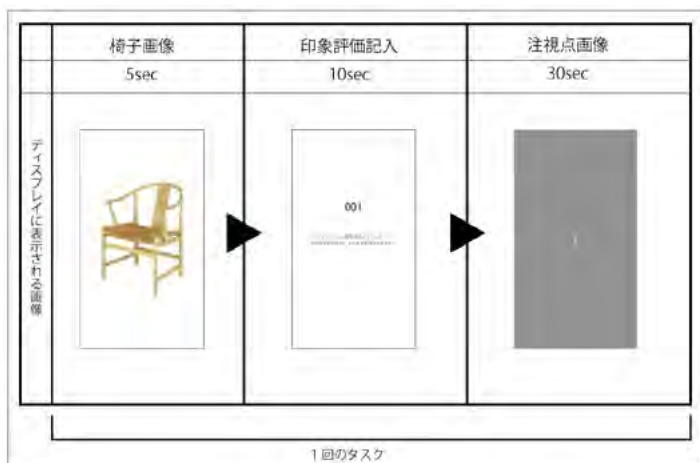 椅子画像
印象評価記入
注視点画像
5sec
10sec
30sec
ディスプレイに表示される画像
001
1回のタスク